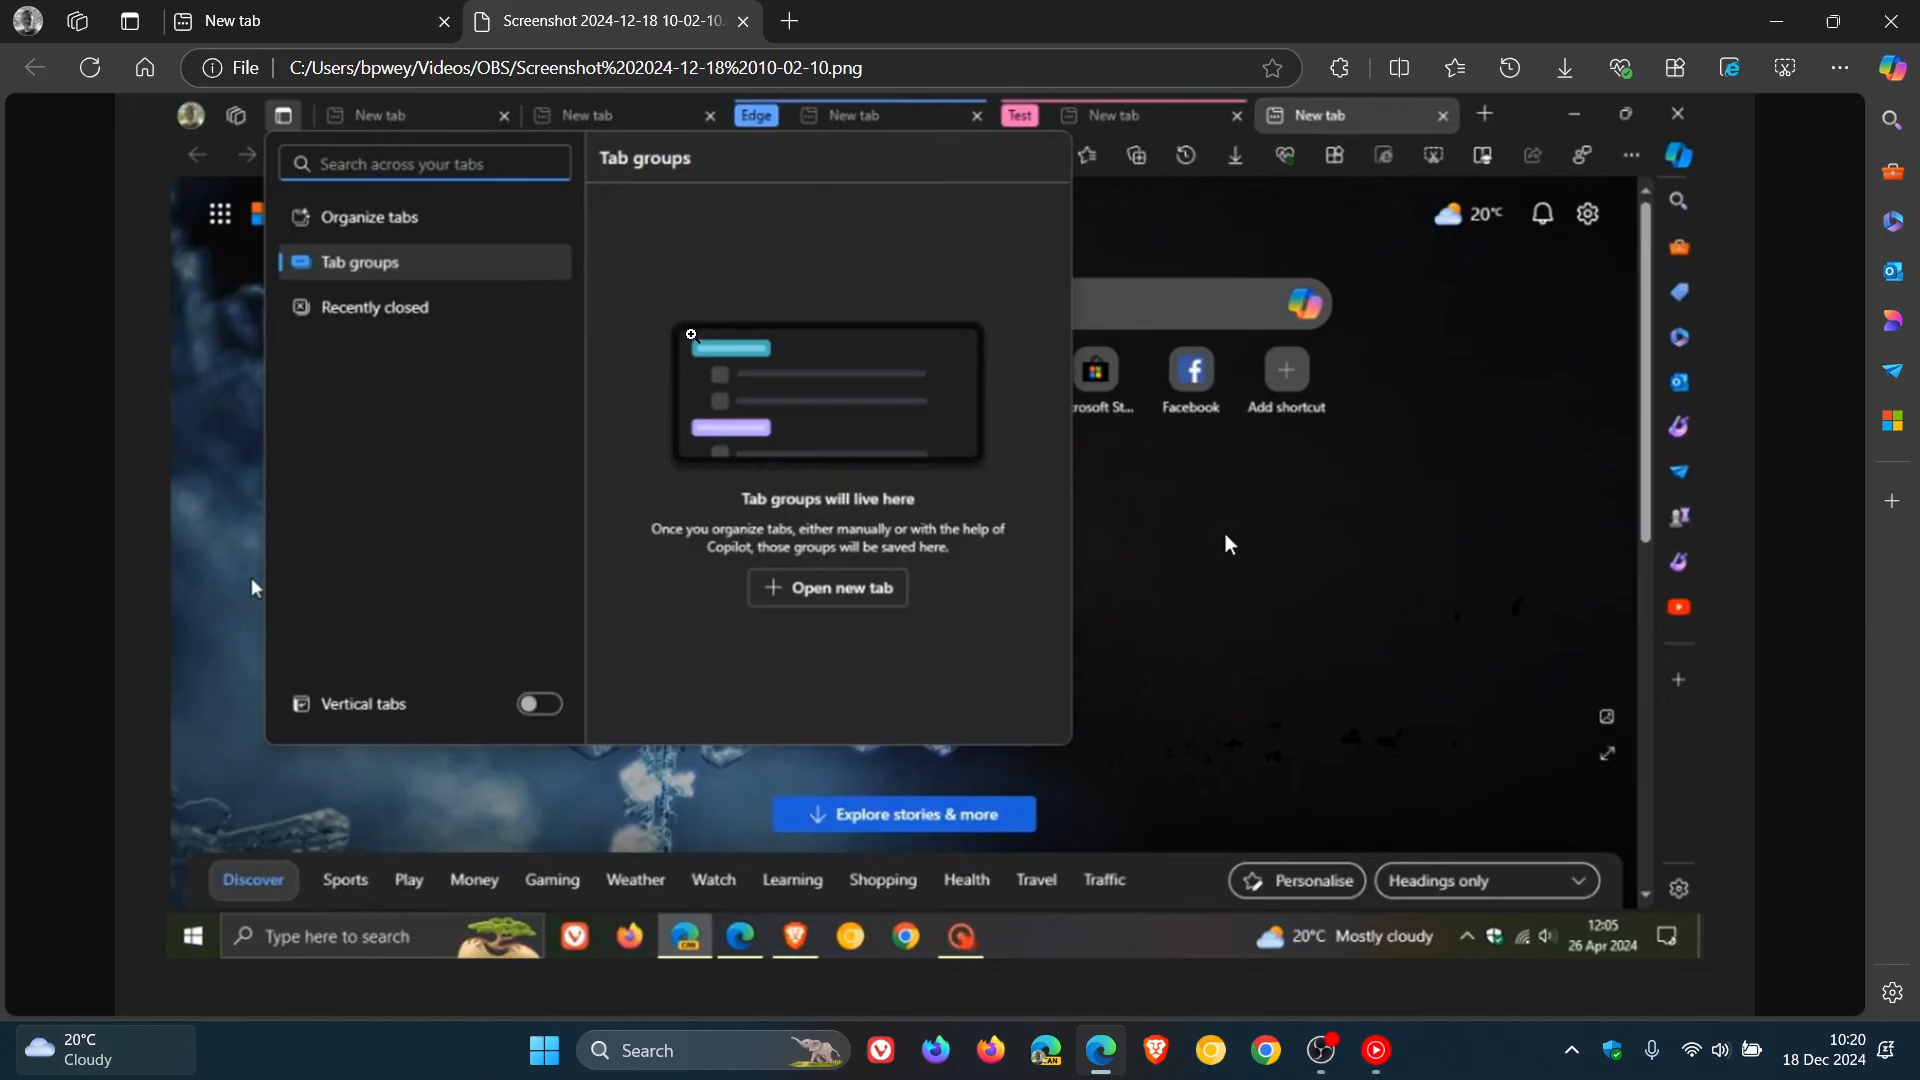 New tab
Screenshot 2024-12-18 10-02-10.
File
C:/Users/bpwey/Videos/OBS/Screenshot%202024-12-18%2010-02-10.png
New tab
New tab
Edge
New tab
Test
New tab
New tab
Search across your tabs
Tab groups
Organize tabs
20°C
Tab groups
Recently closed
rosoft St...
Facebook
Add shortcut
Tab groups will live here
Once you organize tabs, either manually or with the help of
Copilot, those groups will be saved here.
Open new tab
Vertical tabs
Explore stories & more
Discover
Sports
Play
Money
Gaming
Weather
Watch
Learning
Shopping
Health
Travel
Traffic
Personalise
Headings only
Type here to search
CAN
20°C Mostly cloudy
12:05
26 Apr 2024
20°C
Cloudy
Search
CAN
10:20
18 Dec 2024